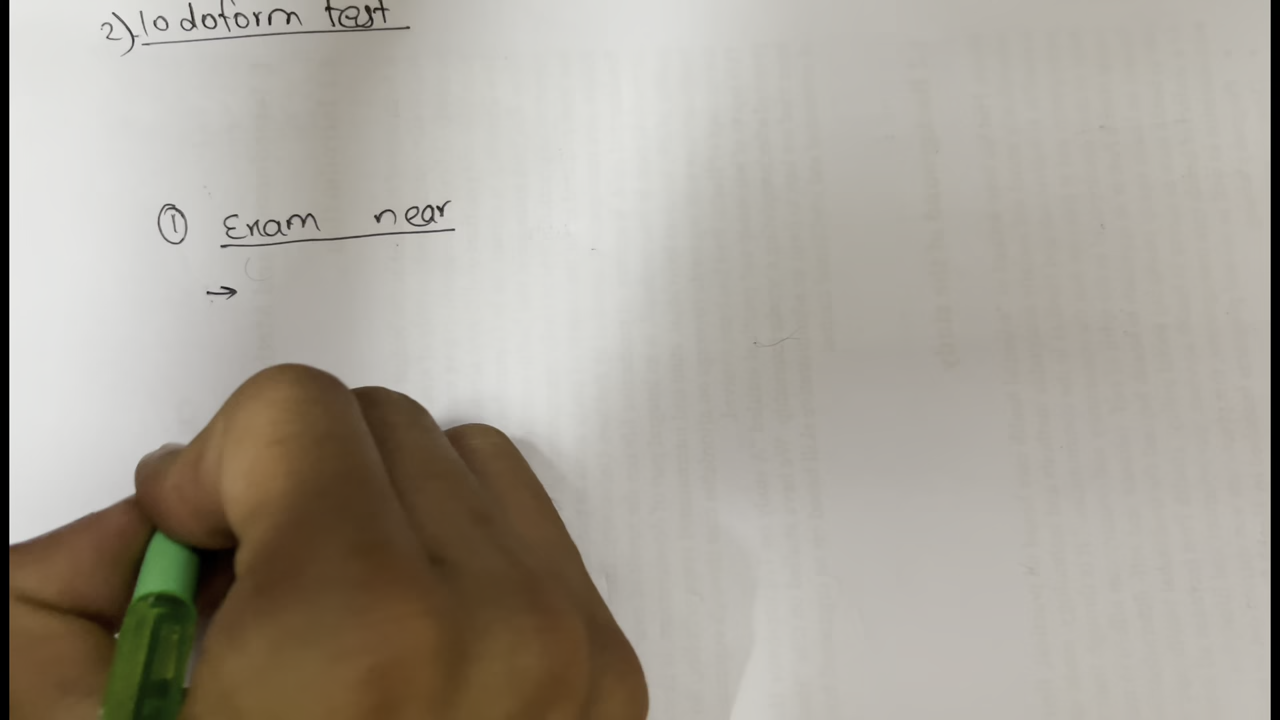 2) Iodoform test
① Exam near
→